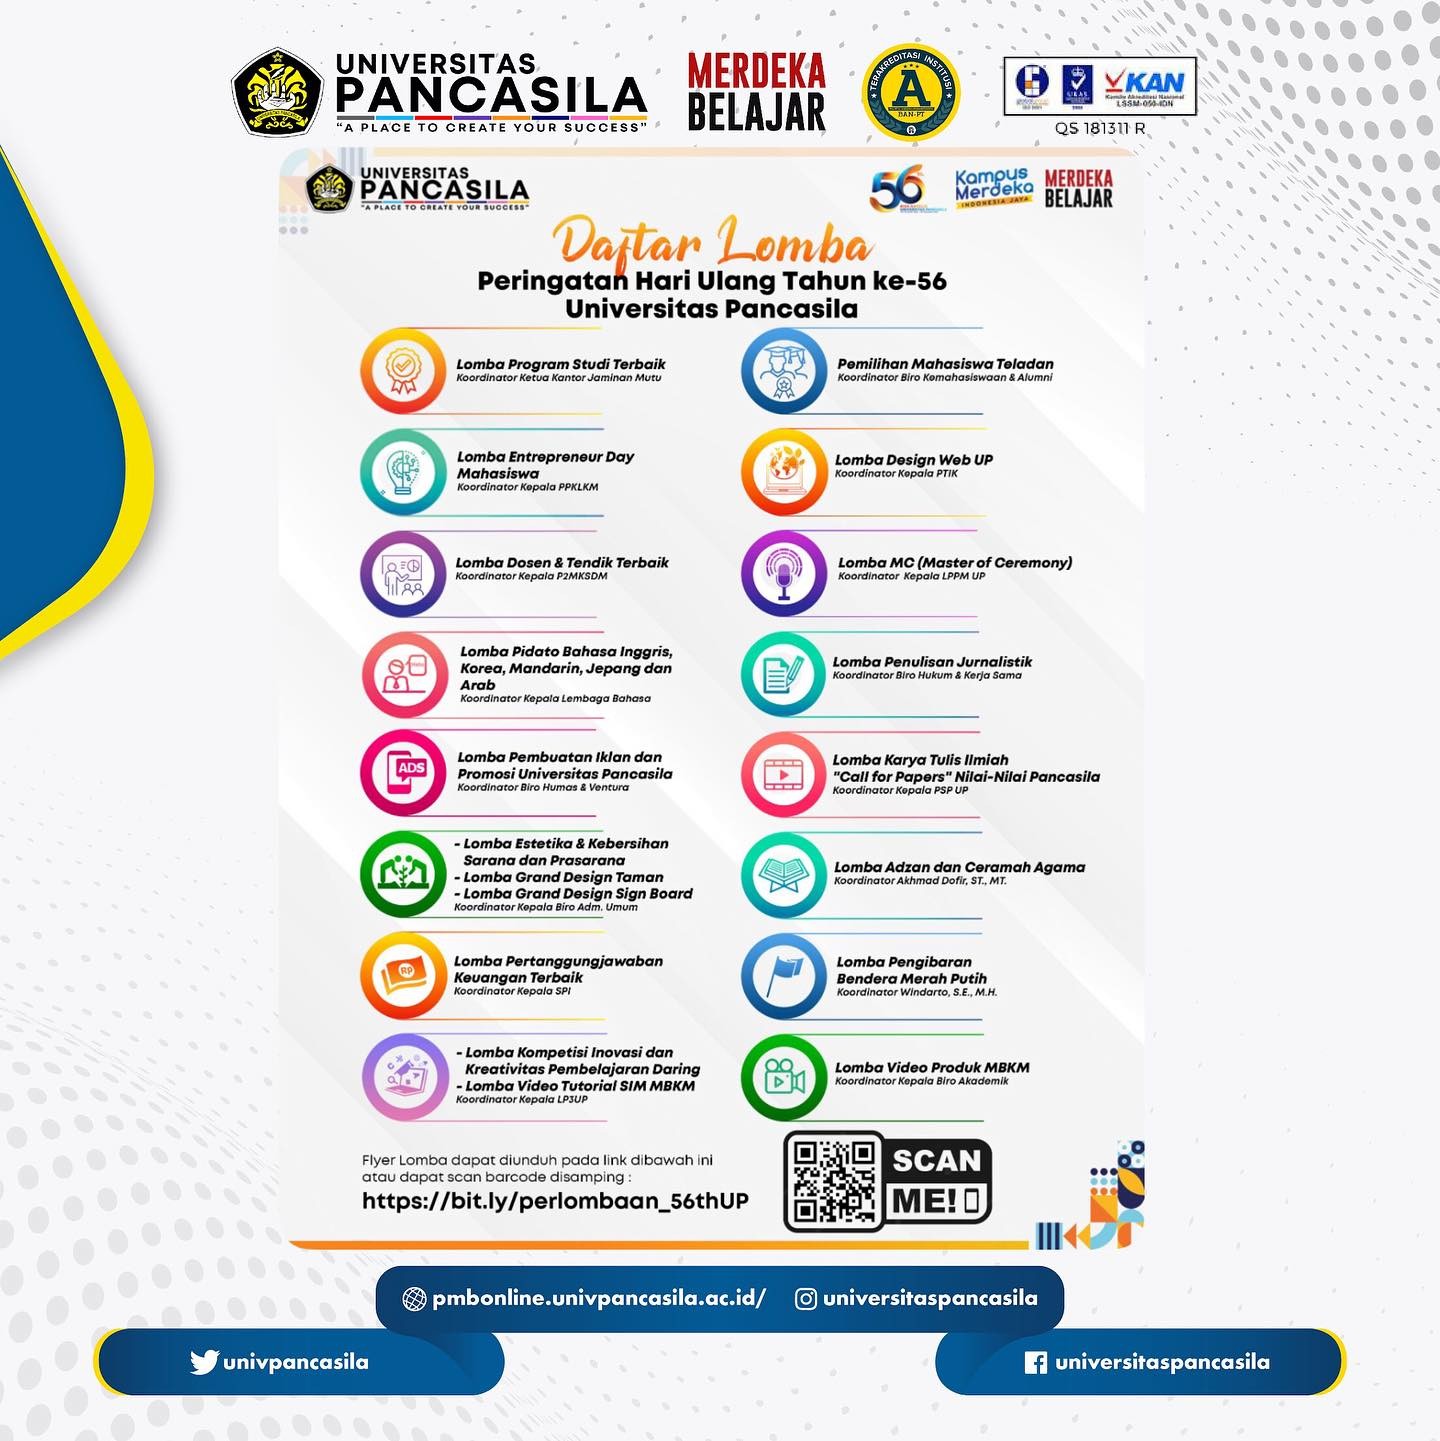 UNIVERSITAS
PANCASILA
"A PLACE TO CREATE YOUR SUCCESS"
MERDEKA
BELAJAR
TERAKREDITASI INSTITUSI
A
BAN-PT
UKAS
KAN
Komite Akreditasi Nasional
LSSM-050-IDN
QS 181311 R
UNIVERSITAS
PANCASILA
"A PLACE TO CREATE YOUR SUCCESS"
56
Kampus
Merdeka
INDONESIA JAYA
MERDEKA
BELAJAR
Daftar Lomba
Peringatan Hari Ulang Tahun ke-56
Universitas Pancasila
Lomba Program Studi Terbaik
Koordinator Ketua Kantor Jaminan Mutu
Pemilihan Mahasiswa Teladan
Koordinator Biro Kemahasiswaan & Alumni
Lomba Entrepreneur Day
Mahasiswa
Koordinator Kepala PPKLKM
Lomba Design Web UP
Koordinator Kepala PTIK
Lomba Dosen & Tendik Terbaik
Koordinator Kepala P2MKSDM
Lomba MC (Master of Ceremony)
Koordinator Kepala LPPM UP
Lomba Pidato Bahasa Inggris,
Korea, Mandarin, Jepang dan
Arab
Koordinator Kepala Lembaga Bahasa
Lomba Penulisan Jurnalistik
Koordinator Biro Hukum & Kerja Sama
ADS
Lomba Pembuatan Iklan dan
Promosi Universitas Pancasila
Koordinator Biro Humas & Ventura
Lomba Karya Tulis Ilmiah
"Call for Papers" Nilai-Nilai Pancasila
Koordinator Kepala PSP UP
- Lomba Estetika & Kebersihan
Sarana dan Prasarana
- Lomba Grand Design Taman
- Lomba Grand Design Sign Board
Koordinator Kepala Biro Adm. Umum
Lomba Adzan dan Ceramah Agama
Koordinator Akhmad Dofir, ST., MT.
Rp
Lomba Pertanggungjawaban
Keuangan Terbaik
Koordinator Kepala SPI
Lomba Pengibaran
Bendera Merah Putih
Koordinator Windarto, S.E., M.H.
- Lomba Kompetisi Inovasi dan
Kreativitas Pembelajaran Daring
- Lomba Video Tutorial SIM MBKM
Koordinator Kepala LP3UP
Lomba Video Produk MBKM
Koordinator Kepala Biro Akademik
Flyer Lomba dapat diunduh pada link dibawah ini
atau dapat scan barcode disamping :
https://bit.ly/perlombaan_56thUP
SCAN
ME!
pmbonline.univpancasila.ac.id/
universitaspancasila
univpancasila
universitaspancasila